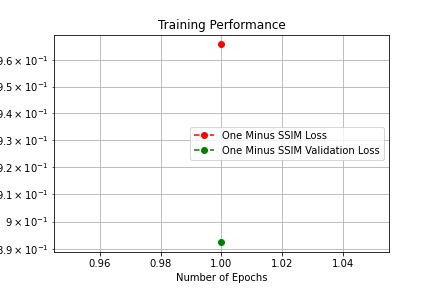 Training Performance
9.6 × 10⁻¹
9.5 × 10⁻¹
9.4 × 10⁻¹
9.3 × 10⁻¹
9.2 × 10⁻¹
9.1 × 10⁻¹
9 × 10⁻¹
8.9 × 10⁻¹
One Minus SSIM Loss
One Minus SSIM Validation Loss
0.96 0.98 1.00 1.02 1.04
Number of Epochs